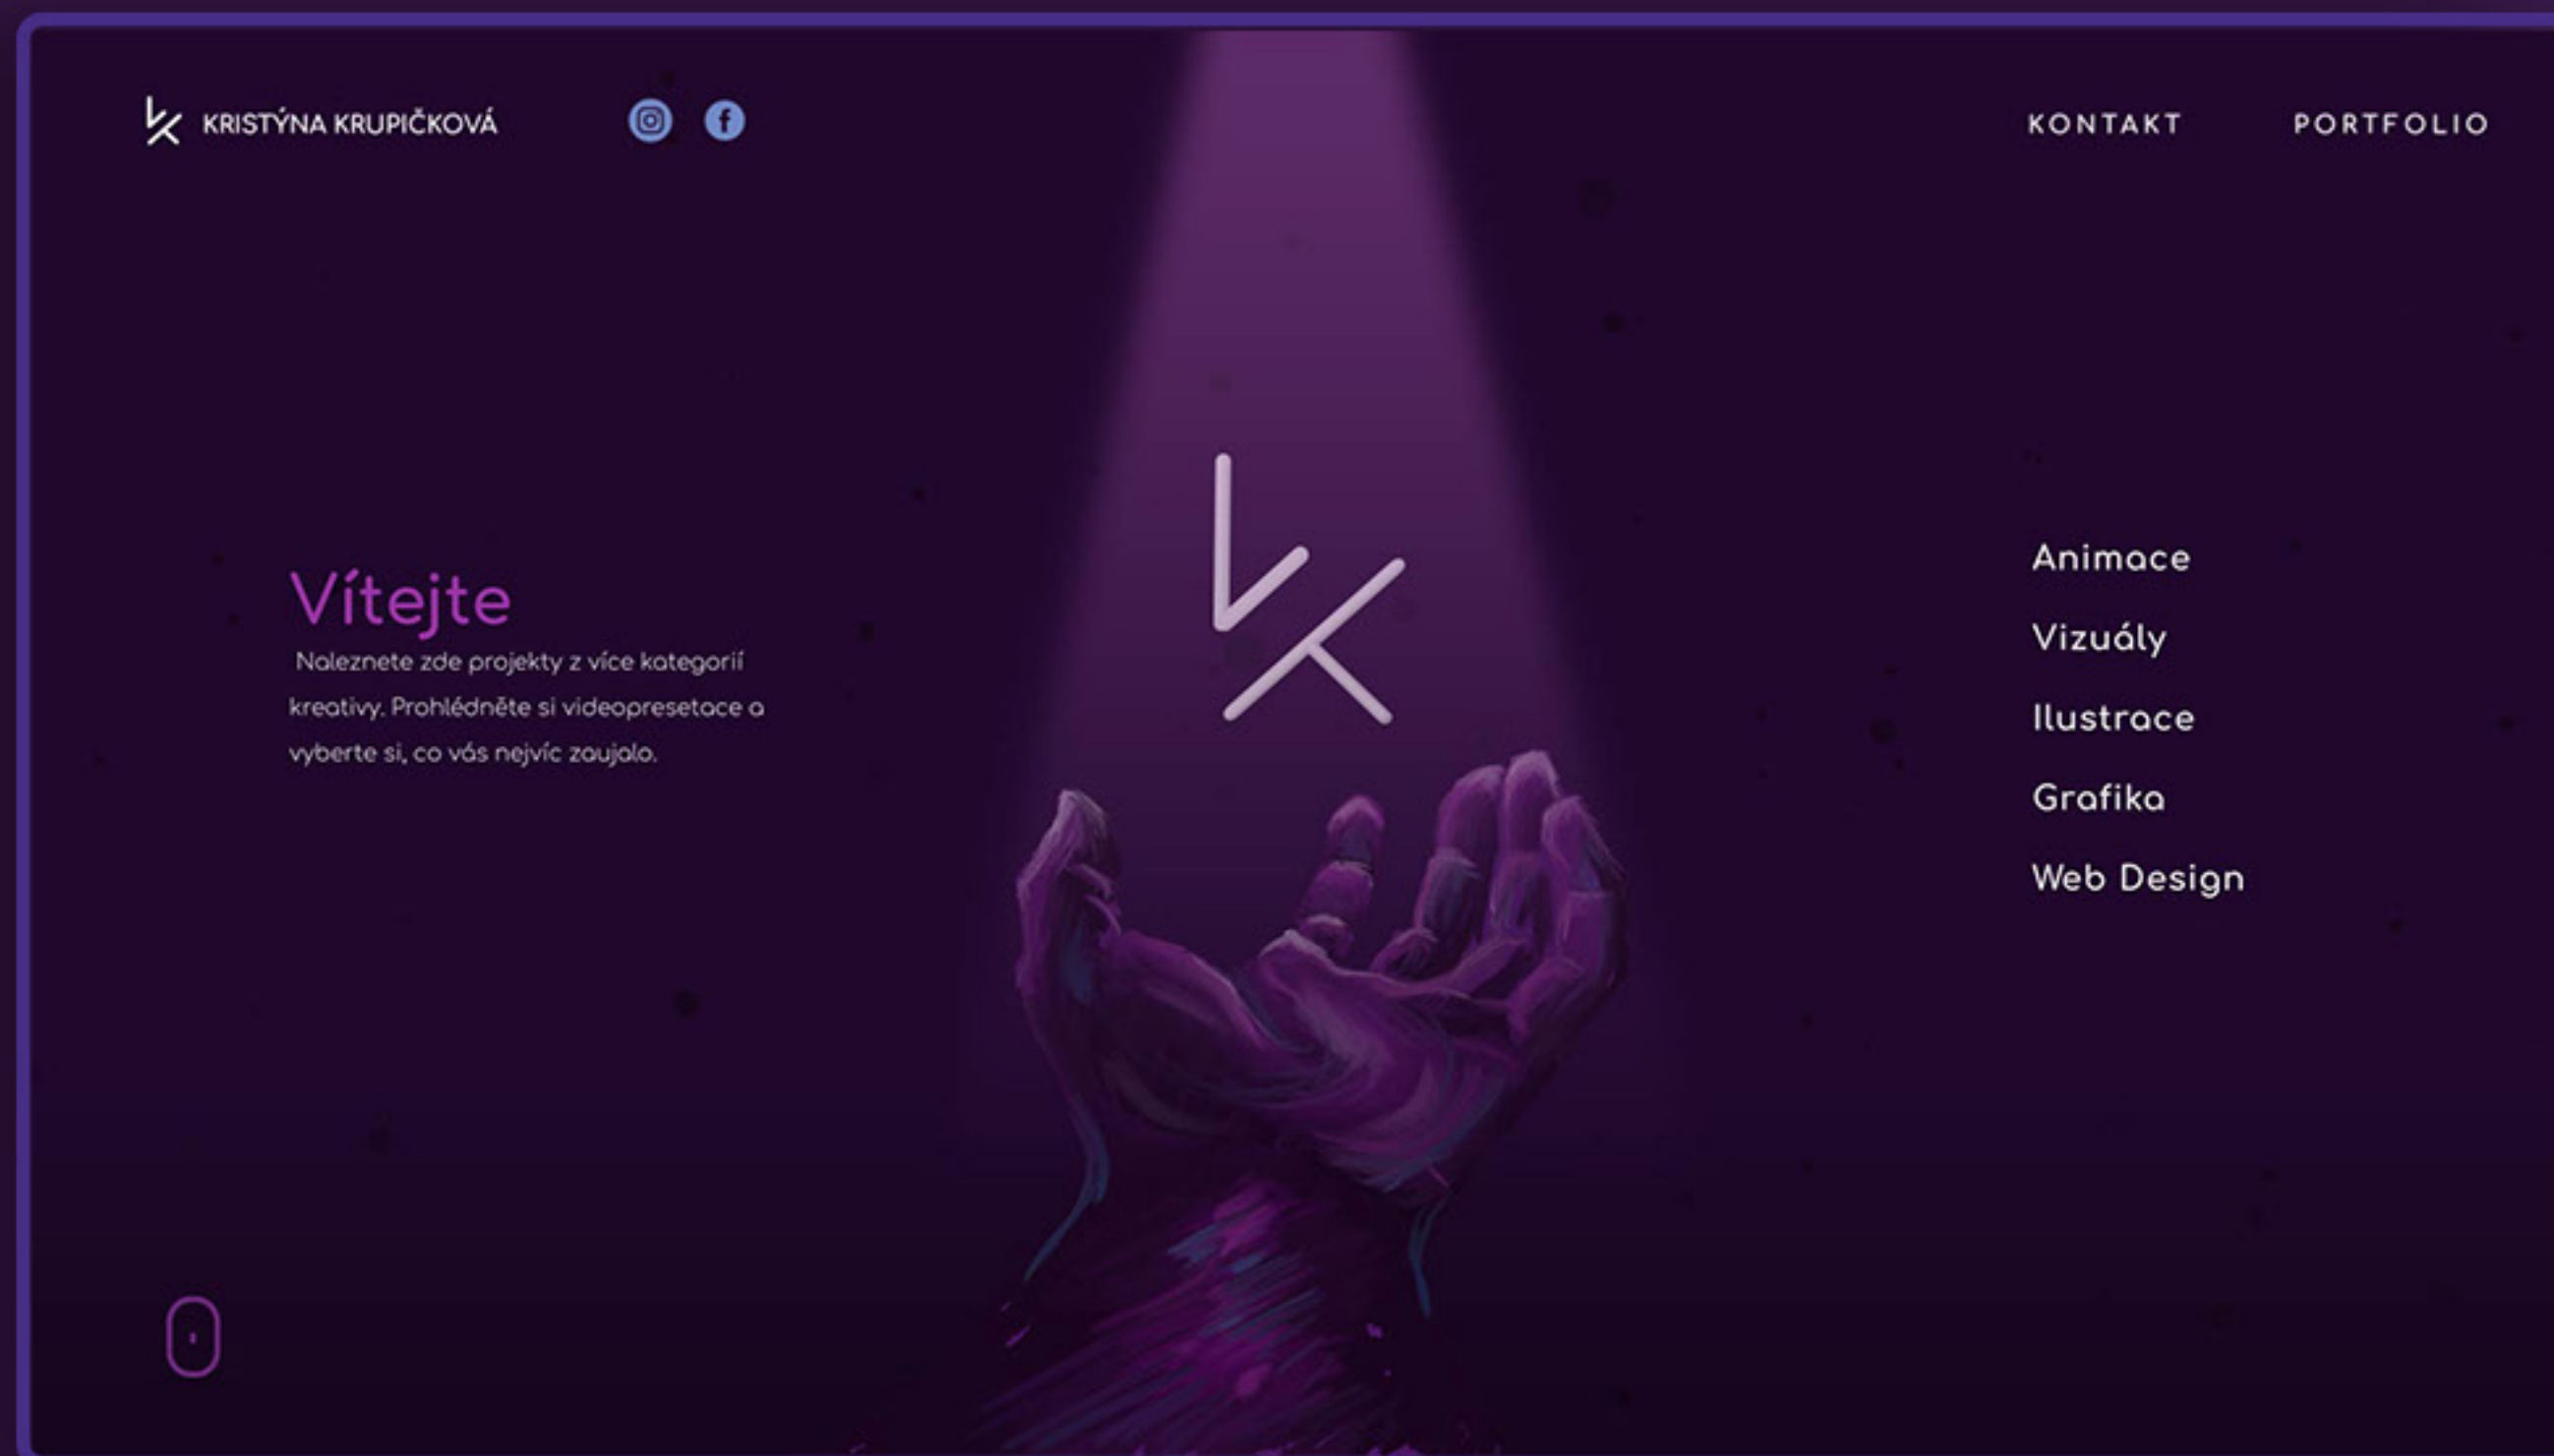 KRISTÝNA KRUPIČKOVÁ
KONTAKT
PORTFOLIO
Vítejte
Naleznete zde projekty z více kategorií
kreativy. Prohlédněte si videopresetace a
vyberte si, co vás nejvíc zaujalo.
Animace
Vizuály
Ilustrace
Grafika
Web Design